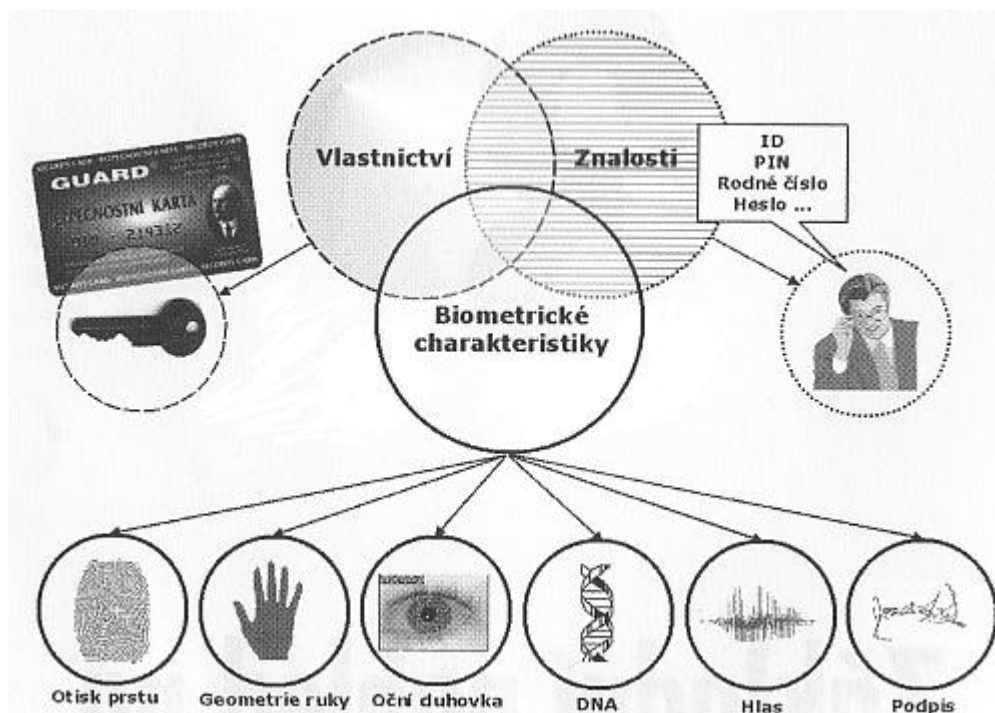 Vlastnictví
Znalosti
ID
PIN
Rodné číslo
Heslo ...
GUARD
KARTA
214312
Biometrické
charakteristiky
Otisk prstu
Geometrie ruky
Oční duhovka
DNA
Hlas
Podpis